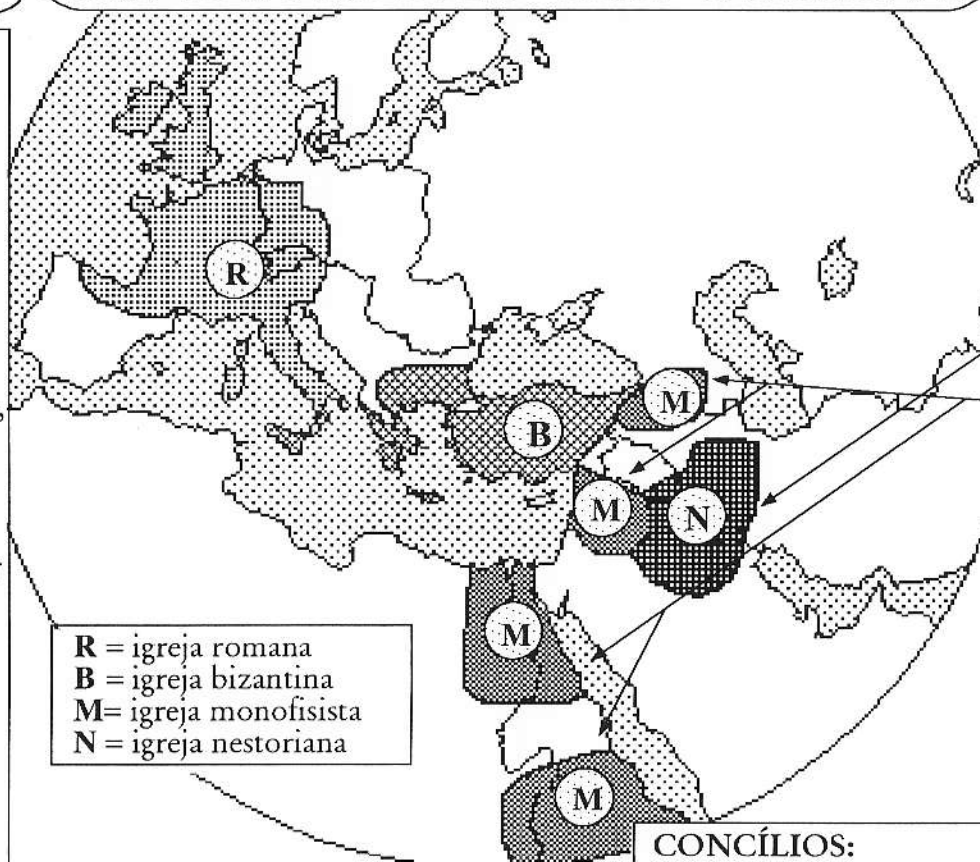 R
B
M
M
N
M
M
R = igreja romana
B = igreja bizantina
M= igreja monofisista
N = igreja nestoriana
CONCÍLIOS: